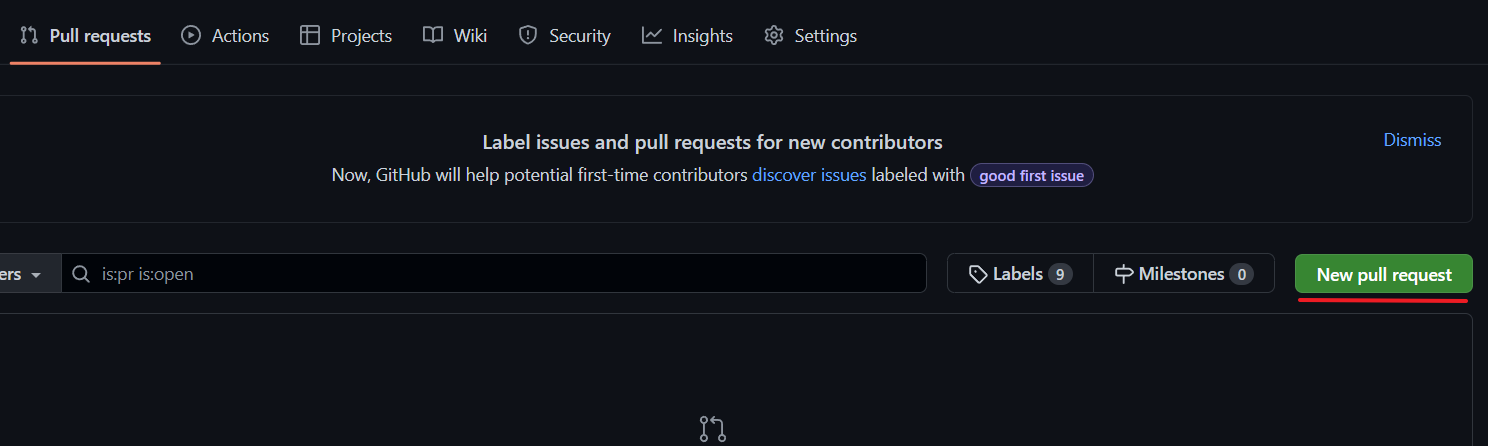 Pull requests Actions Projects Wiki Security Insights Settings
Label issues and pull requests for new contributors
Dismiss
Now, GitHub will help potential first-time contributors discover issues labeled with good first issue
ers is:pr is:open Labels 9 Milestones 0 New pull request